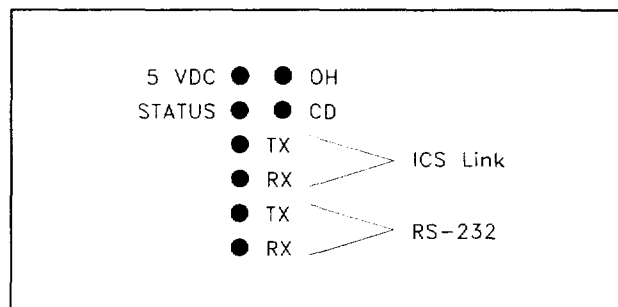 5 VDC OH
STATUS CD
TX
ICS Link
RX
TX
RS-232
RX